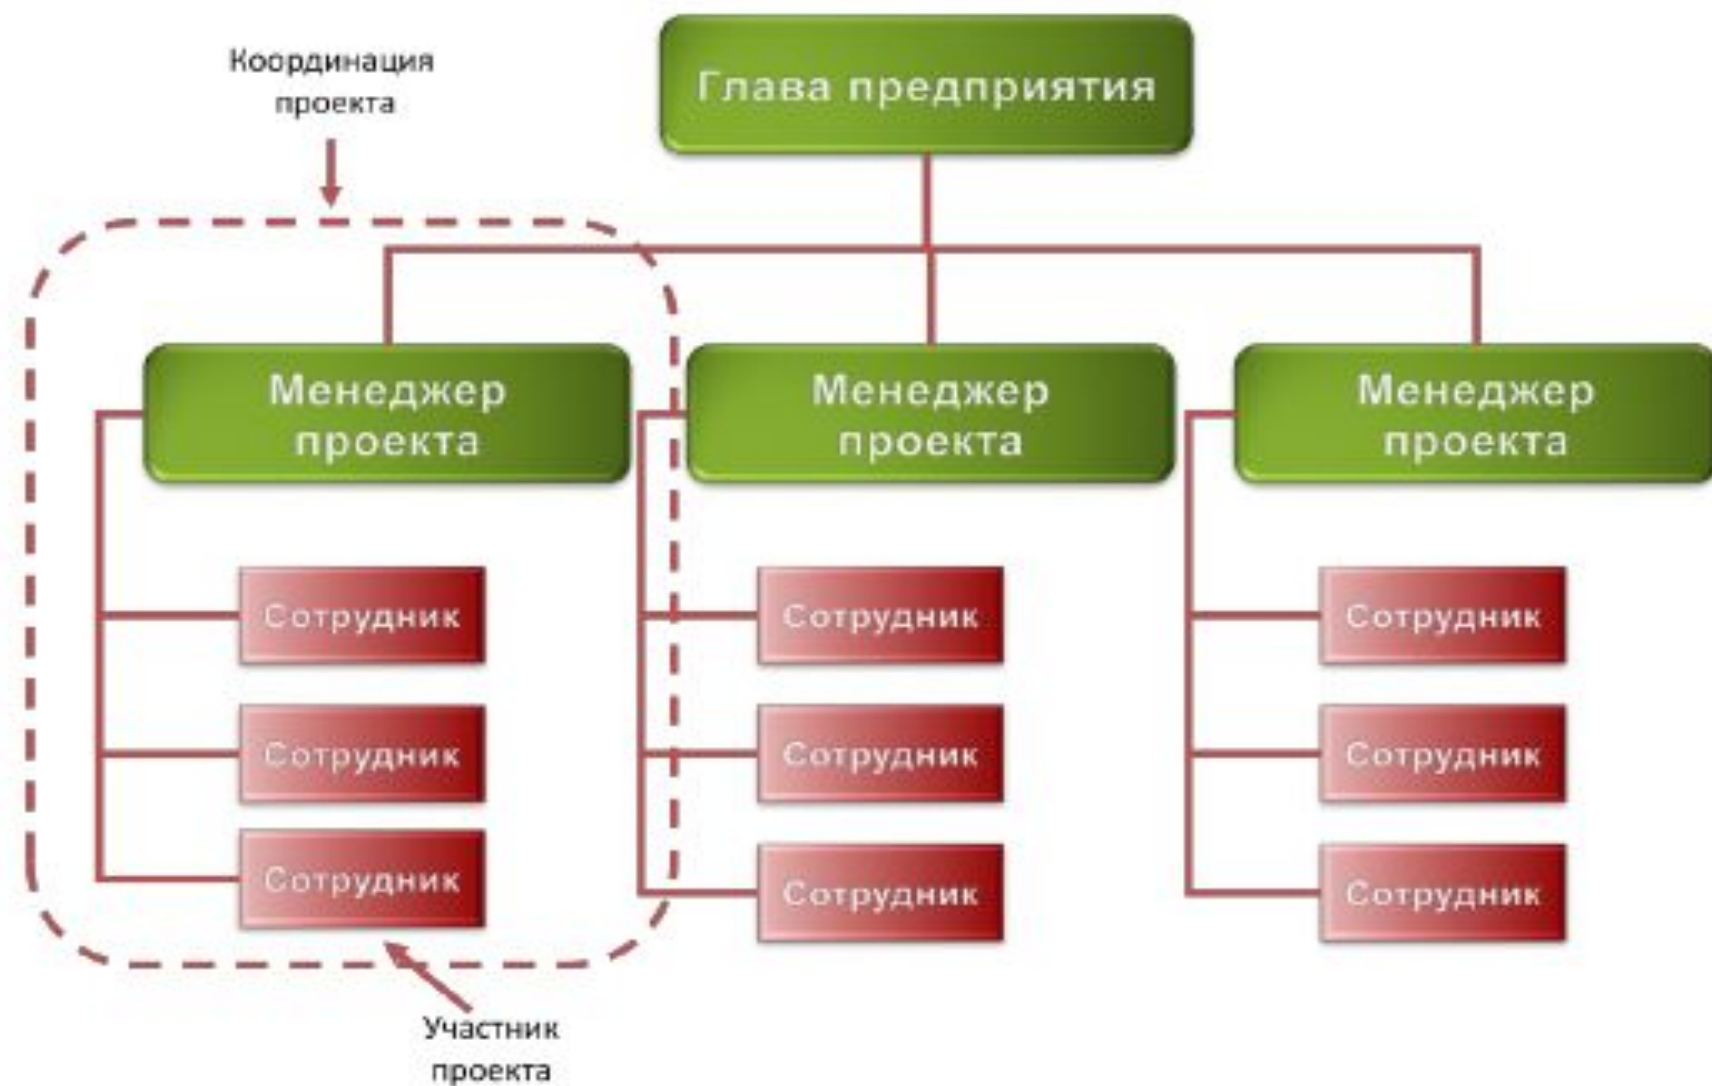 Координация
проекта
Глава предприятия
Менеджер
проекта
Менеджер
проекта
Менеджер
проекта
Сотрудник
Сотрудник
Сотрудник
Сотрудник
Сотрудник
Сотрудник
Сотрудник
Сотрудник
Сотрудник
Участник
проекта